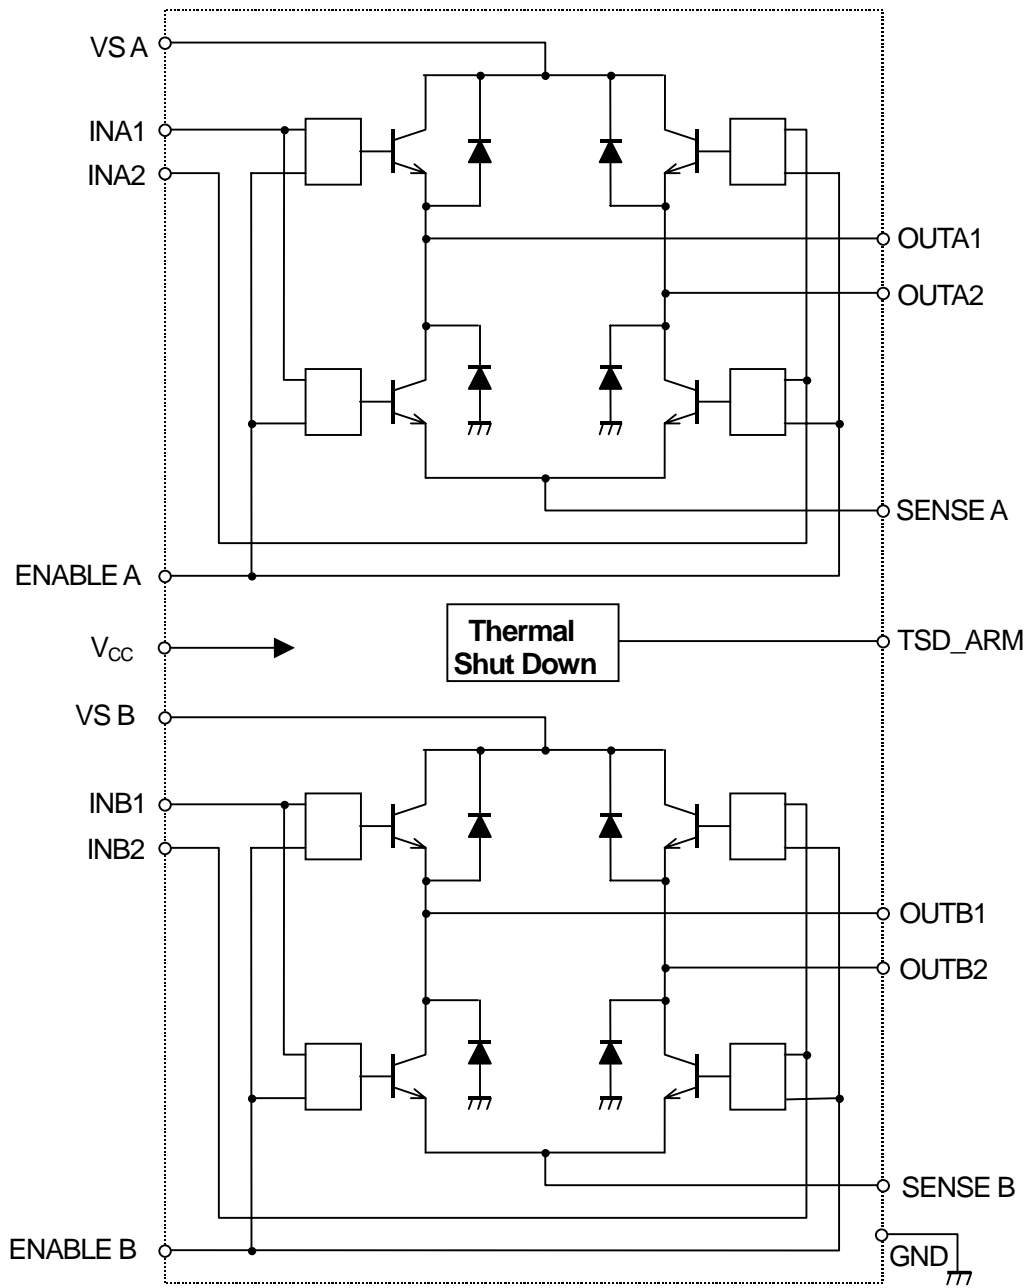 VS A
INA1
INA2
OUTA1
OUTA2
SENSE A
ENABLE A
Thermal
Shut Down
TSD_ARM
VCC
VS B
INB1
INB2
OUTB1
OUTB2
SENSE B
ENABLE B
GND